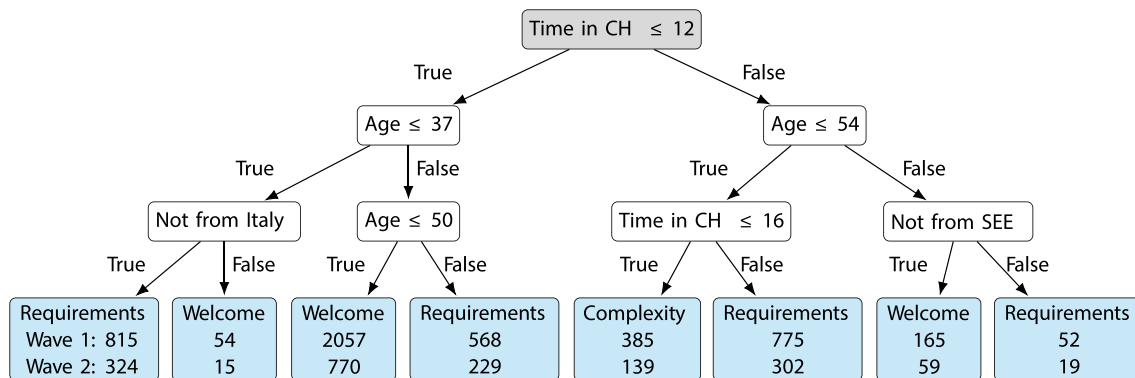 Time in CH ≤ 12
True
False
Age ≤ 37
Age ≤ 54
True
False
True
False
Not from Italy
Age ≤ 50
Time in CH ≤ 16
Not from SEE
True
False
True
False
True
False
True
False
Requirements
Wave 1: 815
Wave 2: 324
Welcome
54
15
Welcome
2057
770
Requirements
568
229
Complexity
385
139
Requirements
775
302
Welcome
165
59
Requirements
52
19